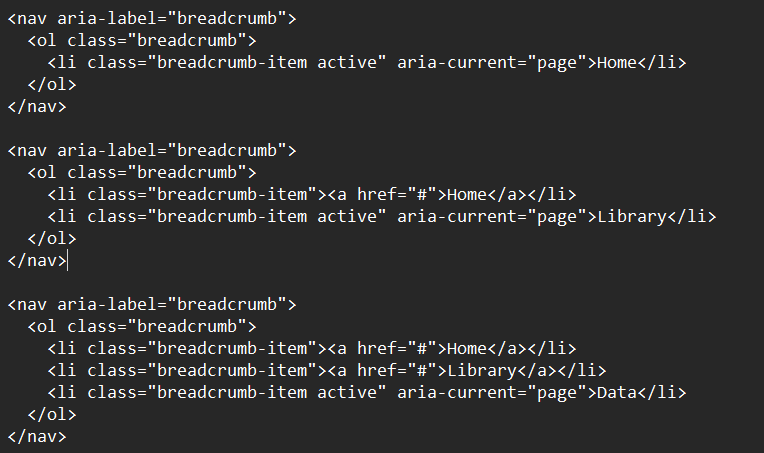 <nav aria-label="breadcrumb">
  <ol class="breadcrumb">
    <li class="breadcrumb-item active" aria-current="page">Home</li>
  </ol>
</nav>

<nav aria-label="breadcrumb">
  <ol class="breadcrumb">
    <li class="breadcrumb-item"><a href="#">Home</a></li>
    <li class="breadcrumb-item active" aria-current="page">Library</li>
  </ol>
</nav>

<nav aria-label="breadcrumb">
  <ol class="breadcrumb">
    <li class="breadcrumb-item"><a href="#">Home</a></li>
    <li class="breadcrumb-item"><a href="#">Library</a></li>
    <li class="breadcrumb-item active" aria-current="page">Data</li>
  </ol>
</nav>